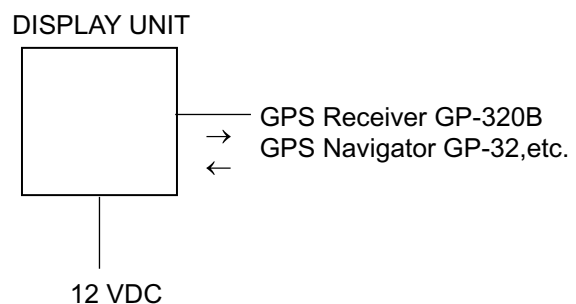 DISPLAY UNIT
GPS Receiver GP-320B
→
GPS Navigator GP-32,etc.
←
12 VDC